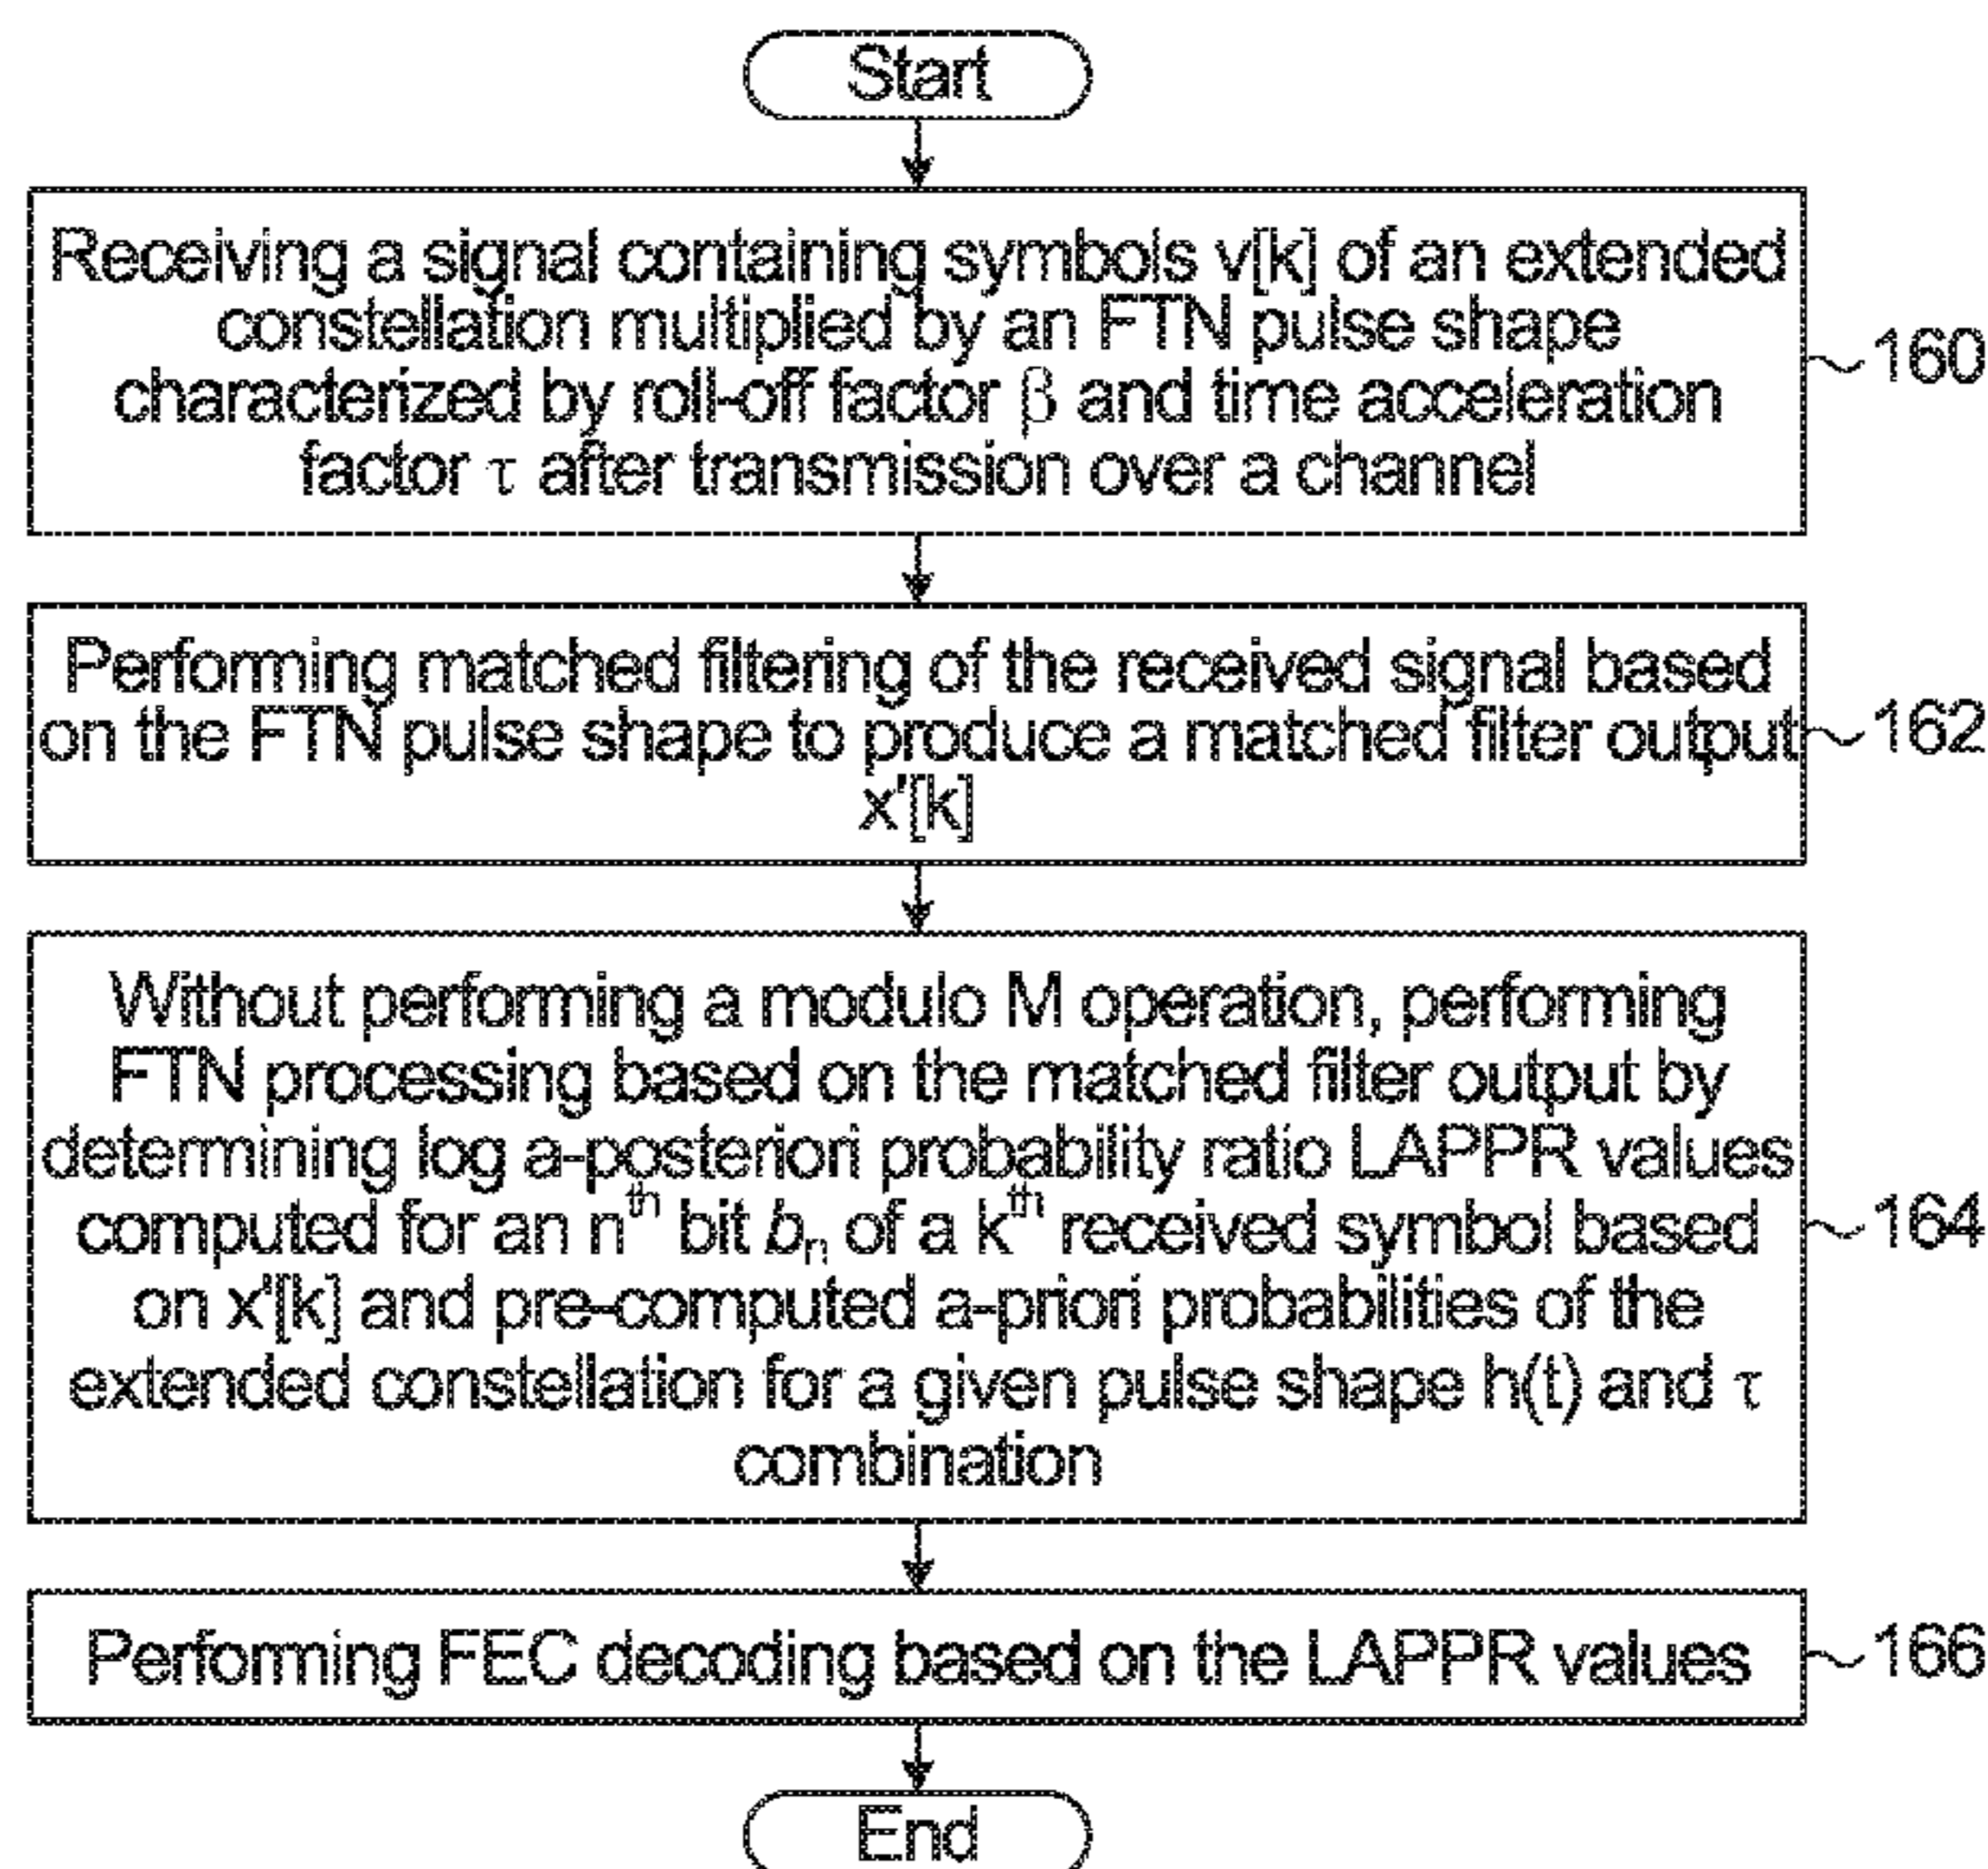 Start
Receiving a signal containing symbols v[k] of an extended
constellation multiplied by an FTN pulse shape
characterized by roll-off factor β and time acceleration
factor τ after transmission over a channel
160
Performing matched filtering of the received signal based
on the FTN pulse shape to produce a matched filter output
x'[k]
162
Without performing a modulo M operation, performing
FTN processing based on the matched filter output by
determining log a-posteriori probability ratio LAPPR values
computed for an nᵗʰ bit bₙ of a kᵗʰ received symbol based
on x'[k] and pre-computed a-priori probabilities of the
extended constellation for a given pulse shape h(t) and τ
combination
164
Performing FEC decoding based on the LAPPR values
166
End